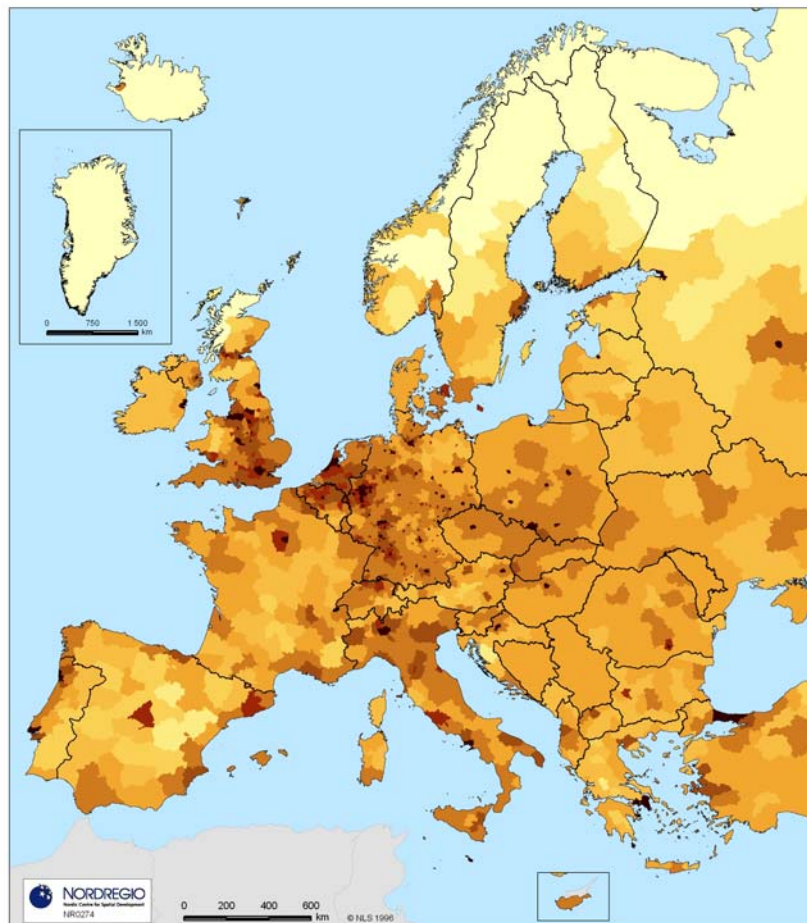 0 750 1 500
km
NORDREGIO
Nordic Centre for Spatial Development
NR0274
0 200 400 600
km
© NLS 1996